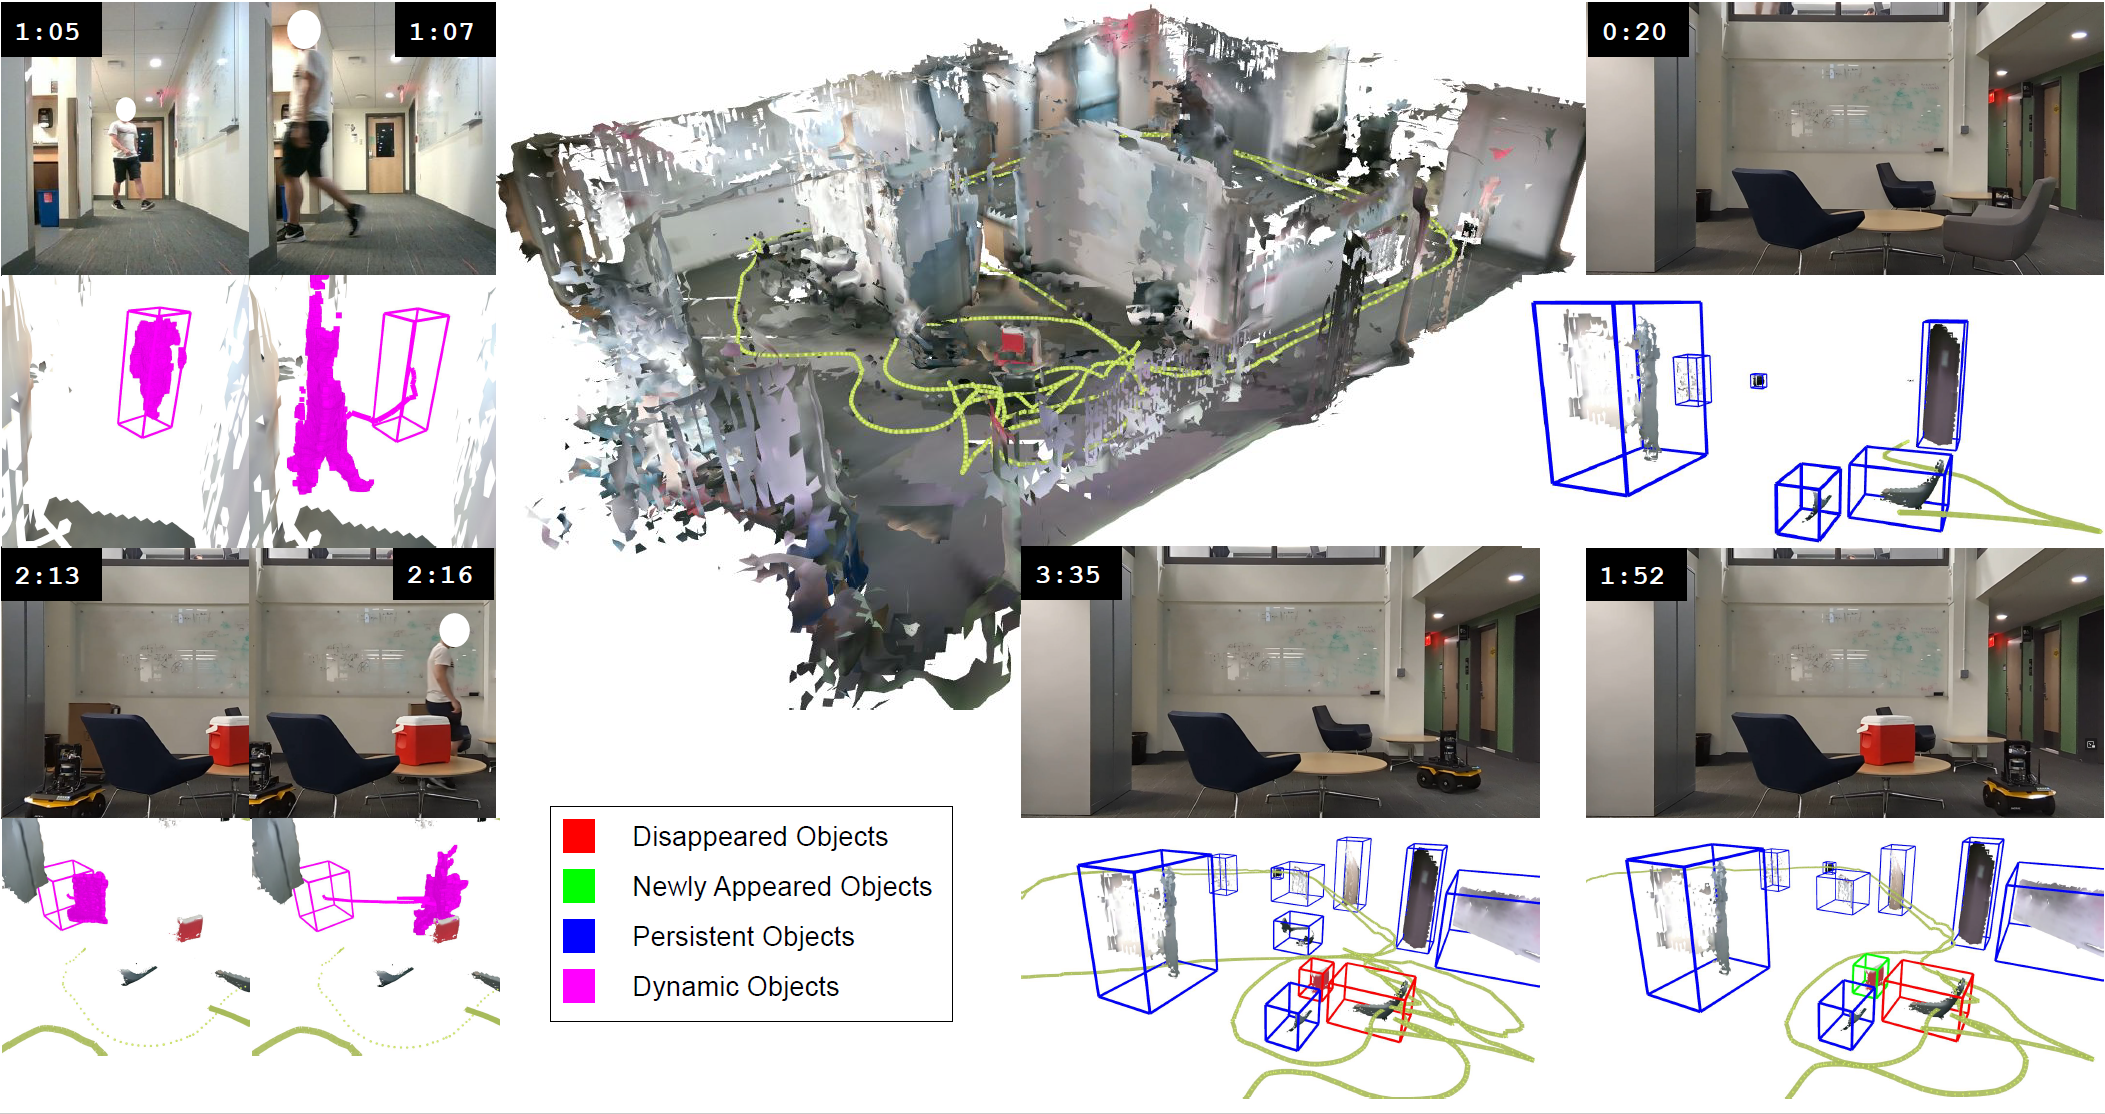 1:05
1:07
0:20
2:13
2:16
3:35
1:52
Disappeared Objects
Newly Appeared Objects
Persistent Objects
Dynamic Objects